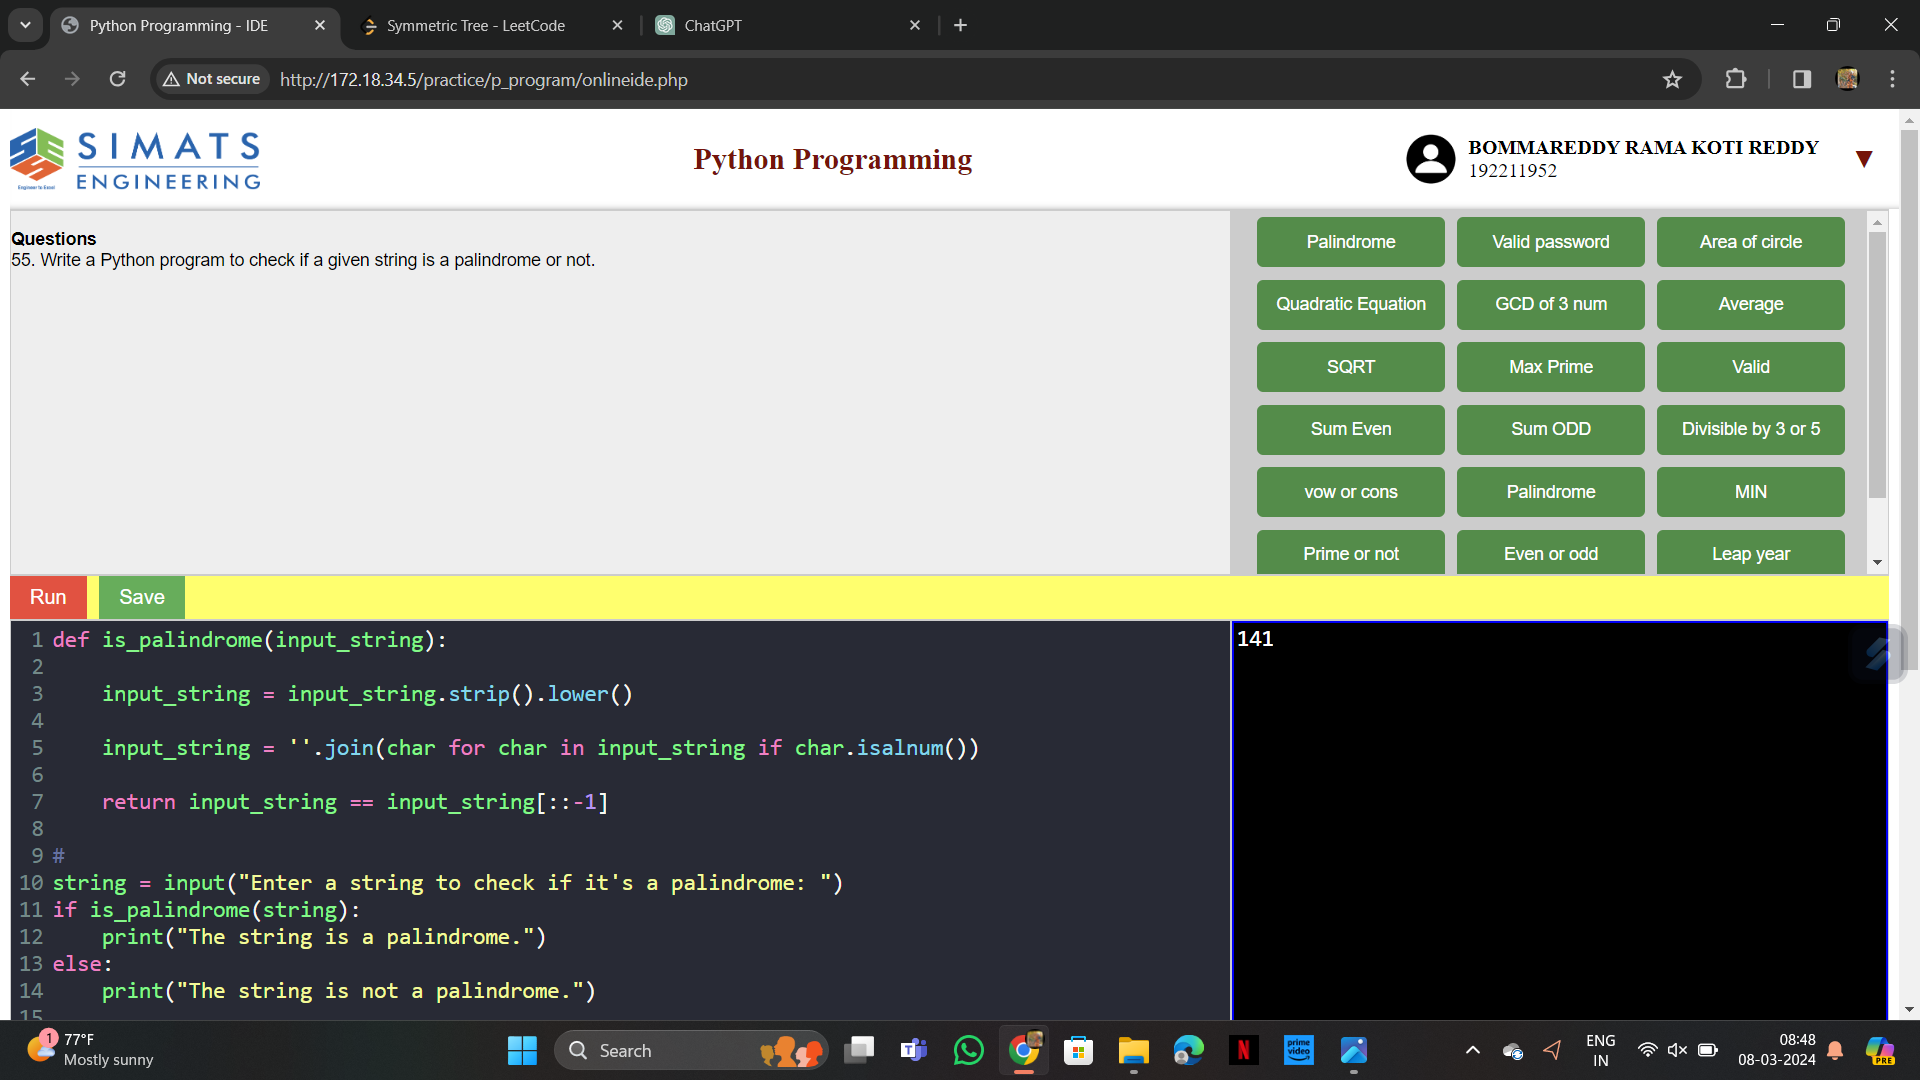 Python Programming - IDE
Symmetric Tree - LeetCode
ChatGPT
Not secure
http://172.18.34.5/practice/p_program/onlineide.php
SIMATS
ENGINEERING
Engineer to Excel
Python Programming
BOMMAREDDY RAMA KOTI REDDY
192211952
Questions
55. Write a Python program to check if a given string is a palindrome or not.
Palindrome
Valid password
Area of circle
Quadratic Equation
GCD of 3 num
Average
SQRT
Max Prime
Valid
Sum Even
Sum ODD
Divisible by 3 or 5
vow or cons
Palindrome
MIN
Prime or not
Even or odd
Leap year
Run
Save
1 def is_palindrome(input_string):
2
3     input_string = input_string.strip().lower()
4
5     input_string = ''.join(char for char in input_string if char.isalnum())
6
7     return input_string == input_string[::-1]
8
9 #
10 string = input("Enter a string to check if it's a palindrome: ")
11 if is_palindrome(string):
12     print("The string is a palindrome.")
13 else:
14     print("The string is not a palindrome.")
15
141
1
77°F
Mostly sunny
Search
T
N
prime video
ENG
IN
08:48
08-03-2024
PRE